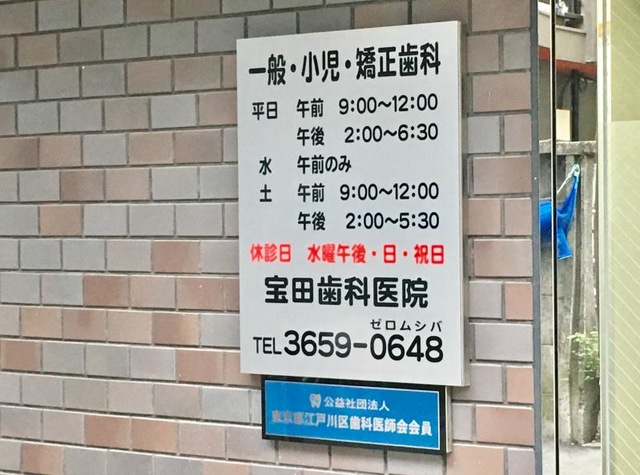 一般・小児・矯正歯科
平日 午前 9:00〜12:00
午後 2:00〜6:30
水 午前のみ
土 午前 9:00〜12:00
午後 2:00〜5:30
休診日 水曜午後・日・祝日
宝田歯科医院
ゼロムシバ
TEL3659-0648
公益社団法人
東京都江戸川区歯科医師会会員